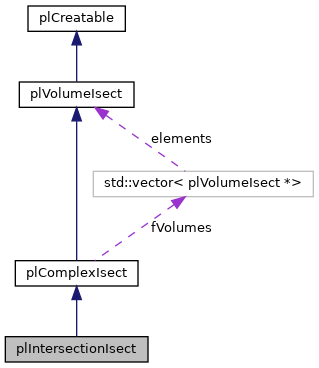 plCreatable
plVolumeIsect
elements
std::vector< plVolumeIsect *>
fVolumes
plComplexIsect
plIntersectionIsect